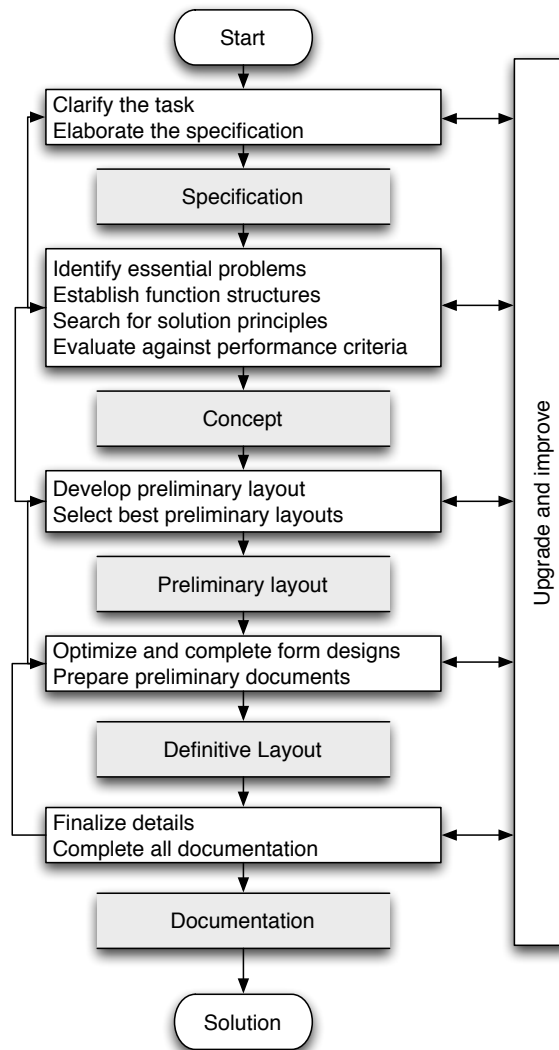 Start
Clarify the task
Elaborate the specification
Specification
Identify essential problems
Establish function structures
Search for solution principles
Evaluate against performance criteria
Concept
Develop preliminary layout
Select best preliminary layouts
Preliminary layout
Optimize and complete form designs
Prepare preliminary documents
Definitive Layout
Finalize details
Complete all documentation
Documentation
Solution
Upgrade and improve